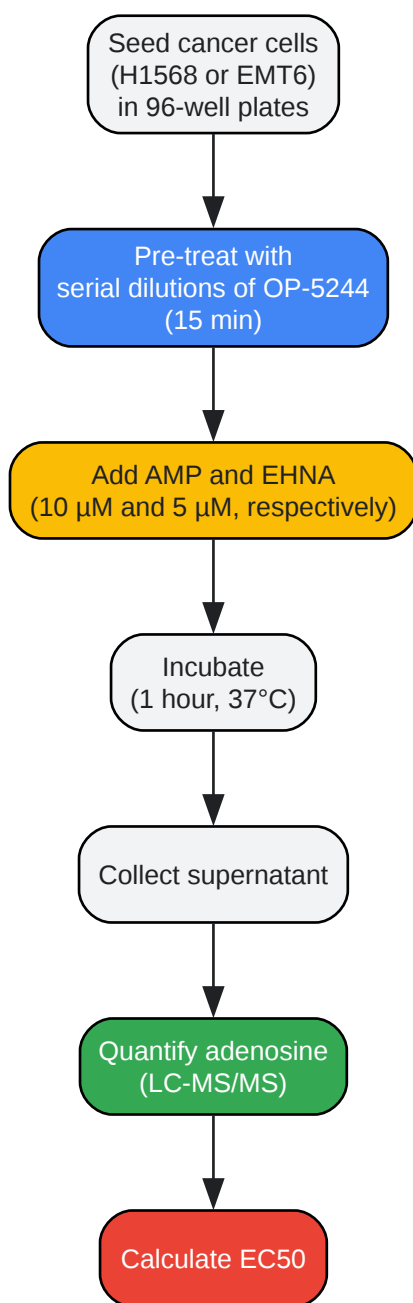 Seed cancer cells
(H1568 or EMT6)
in 96-well plates
Pre-treat with
serial dilutions of OP-5244
(15 min)
Add AMP and EHNA
(10 µM and 5 µM, respectively)
Incubate
(1 hour, 37°C)
Collect supernatant
Quantify adenosine
(LC-MS/MS)
Calculate EC50